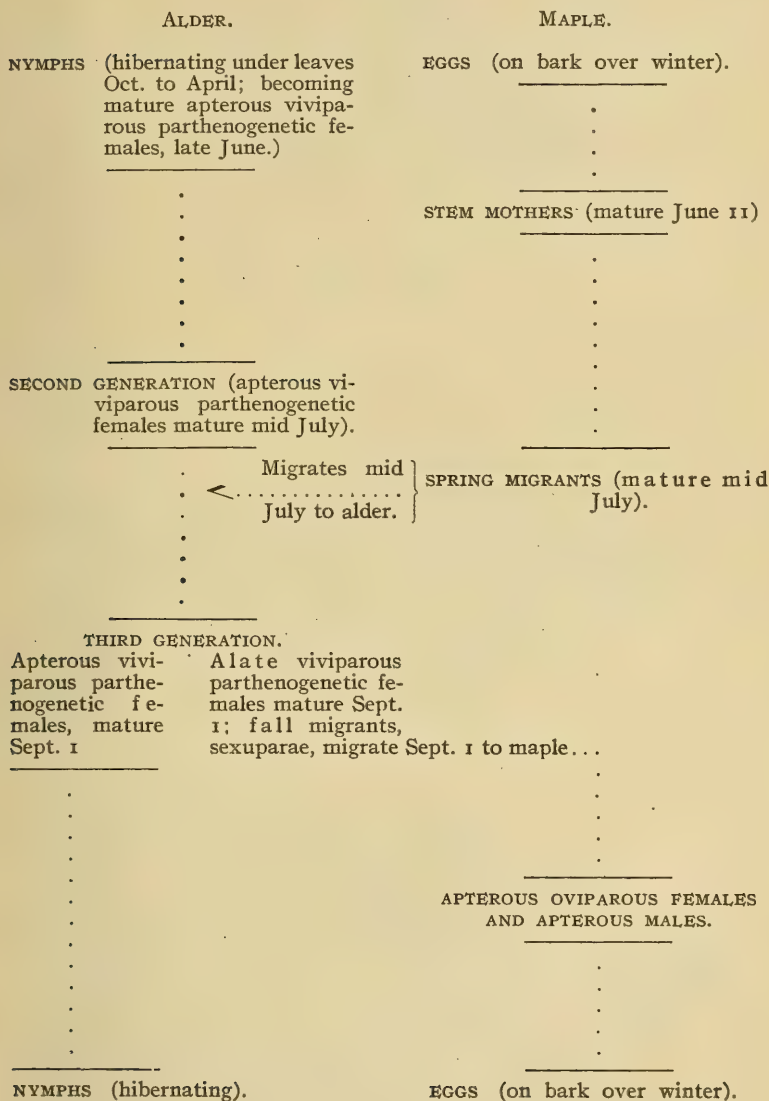 ALDER.
MAPLE.
NYMPHS (hibernating under leaves
Oct. to April; becoming
mature apterous vivipa-
rous parthenogenetic fe-
males, late June.)
EGGS (on bark over winter).
STEM MOTHERS (mature June 11)
SECOND GENERATION (apterous vi-
viparous parthenogenetic
females mature mid July).
Migrates mid
July to alder.
SPRING MIGRANTS (mature mid
July).
THIRD GENERATION.
Apterous vivi-
parous parthe-
nogenetic fe-
males, mature
Sept. 1
Alate viviparous
parthenogenetic fe-
males mature Sept.
1; fall migrants,
sexuparae, migrate Sept. 1 to maple...
APTEROUS OVIPAROUS FEMALES
AND APTEROUS MALES.
NYMPHS (hibernating).
EGGS (on bark over winter).